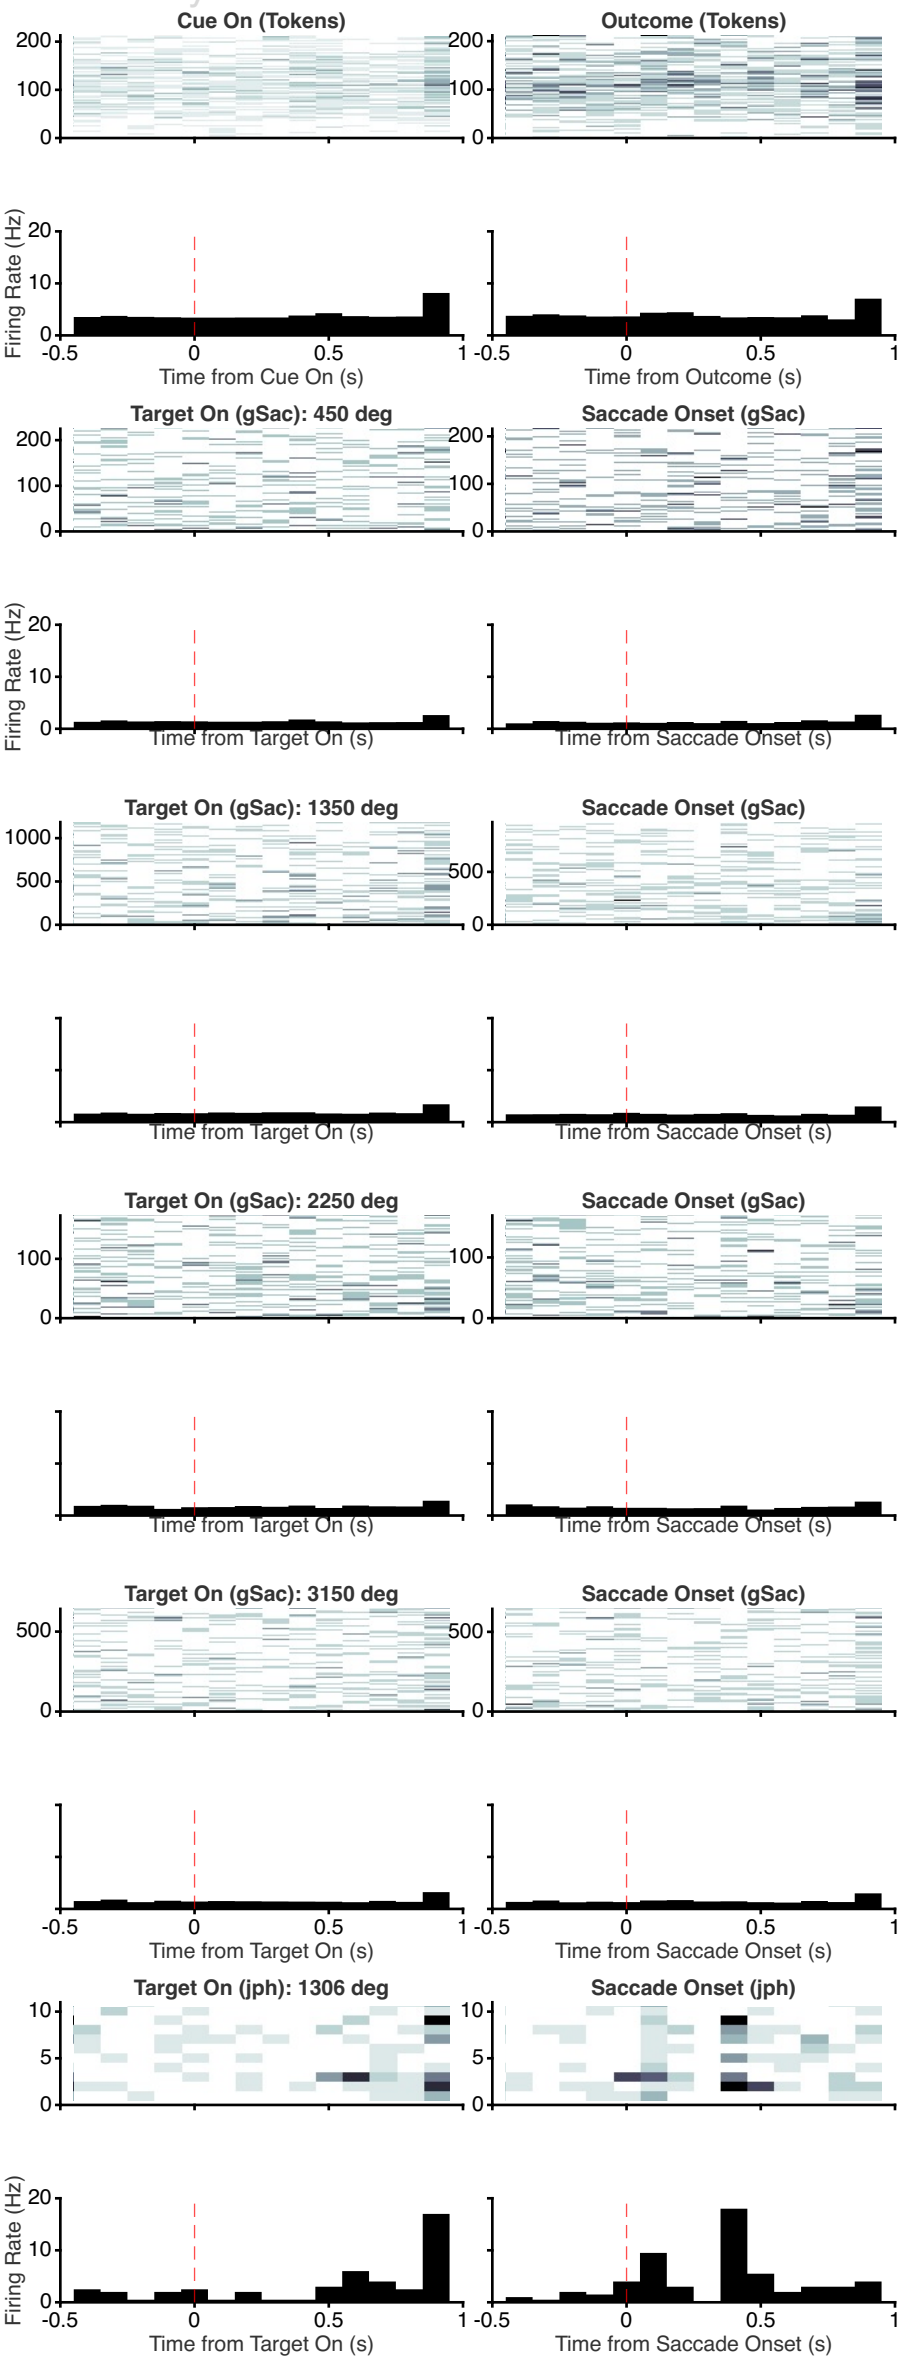 Cue On (Tokens) Outcome (Tokens)
200 200
100 100
0 0
Firing Rate (Hz)
20
10
0
-0.5 0 0.5 1 -0.5 0 0.5 1
Time from Cue On (s) Time from Outcome (s)
Target On (gSac): 450 deg Saccade Onset (gSac)
200 200
100 100
0 0
Firing Rate (Hz)
20
10
0
Time from Target On (s) Time from Saccade Onset (s)
Target On (gSac): 1350 deg Saccade Onset (gSac)
1000
500 500
0 0
Time from Target On (s) Time from Saccade Onset (s)
Target On (gSac): 2250 deg Saccade Onset (gSac)
100 100
0 0
Time from Target On (s) Time from Saccade Onset (s)
Target On (gSac): 3150 deg Saccade Onset (gSac)
500 500
0 0
-0.5 0 0.5 1 -0.5 0 0.5 1
Time from Target On (s) Time from Saccade Onset (s)
Target On (jph): 1306 deg Saccade Onset (jph)
10 10
5 5
0 0
Firing Rate (Hz)
20
10
0
-0.5 0 0.5 1 -0.5 0 0.5 1
Time from Target On (s) Time from Saccade Onset (s)